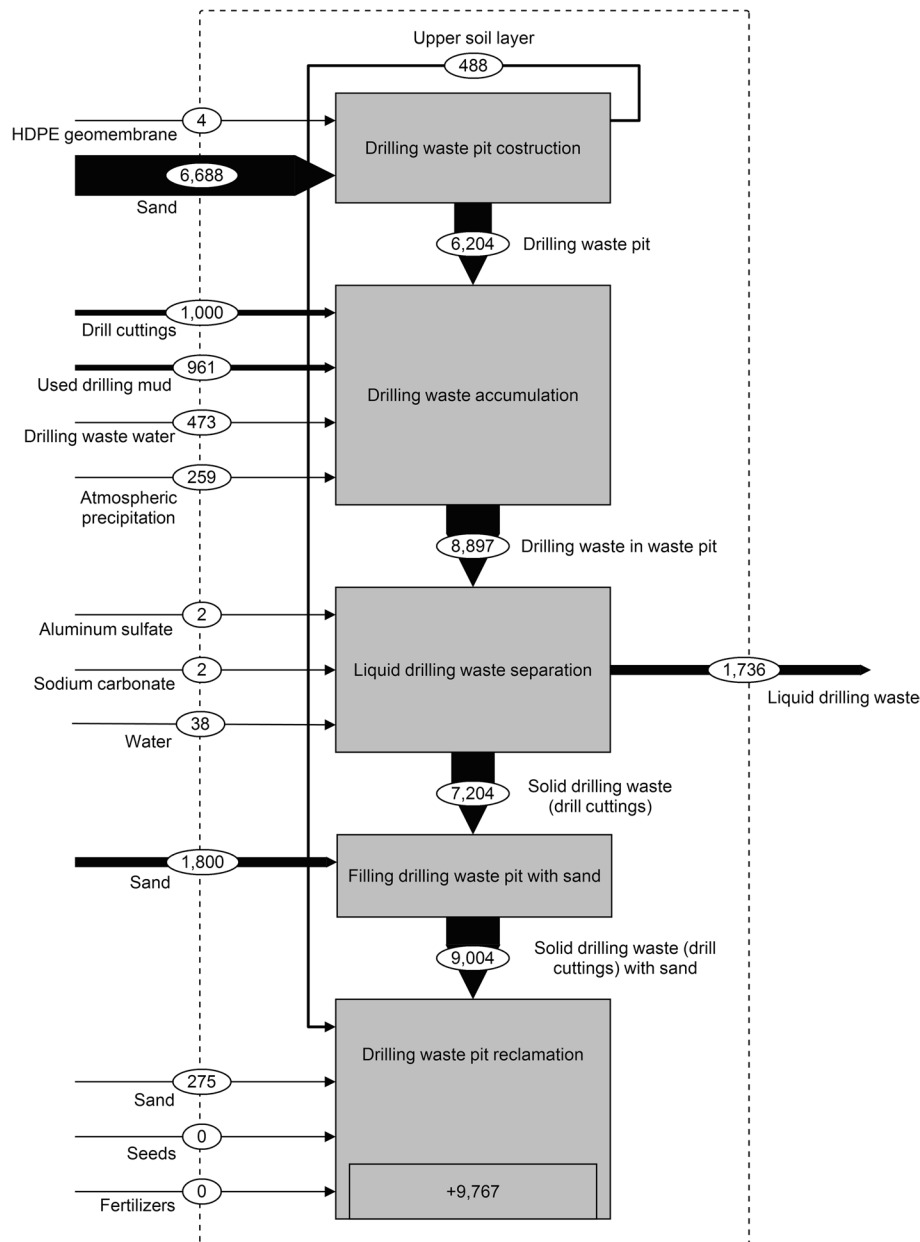 Upper soil layer
488
4
HDPE geomembrane
Drilling waste pit costruction
6,688
Sand
6,204
Drilling waste pit
1,000
Drill cuttings
961
Used drilling mud
Drilling waste accumulation
473
Drilling waste water
259
Atmospheric
precipitation
8,897
Drilling waste in waste pit
2
Aluminum sulfate
2
Sodium carbonate
Liquid drilling waste separation
1,736
Liquid drilling waste
38
Water
7,204
Solid drilling waste
(drill cuttings)
1,800
Sand
Filling drilling waste pit with sand
9,004
Solid drilling waste (drill
cuttings) with sand
Drilling waste pit reclamation
275
Sand
0
Seeds
0
Fertilizers
+9,767